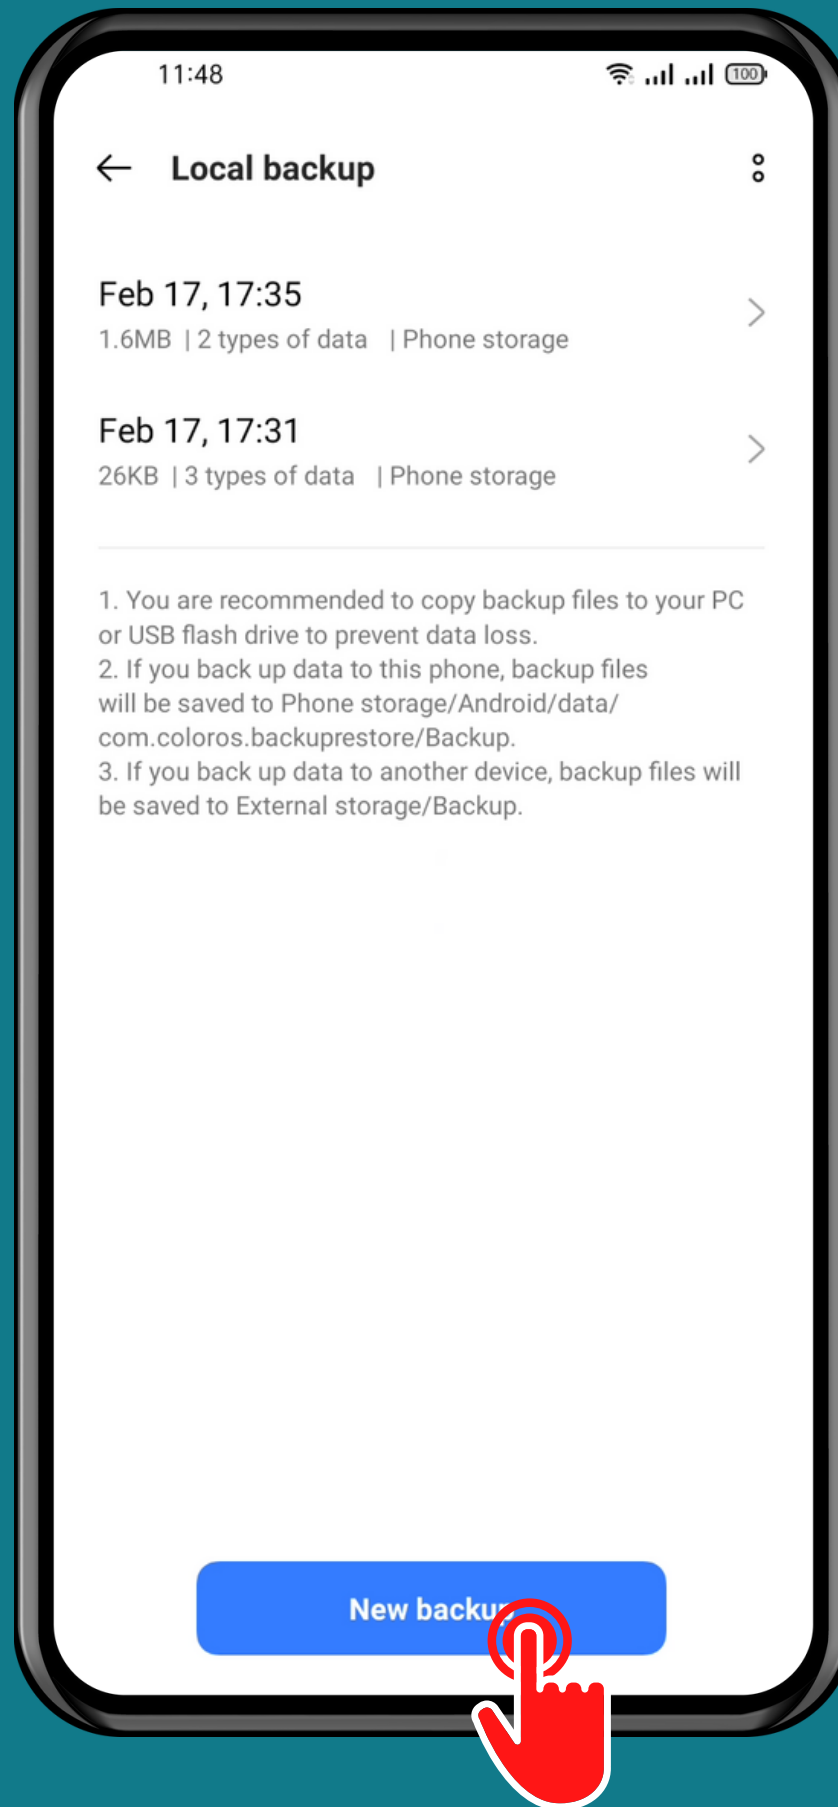 11:48
100
Local backup
Feb 17, 17:35
1.6MB | 2 types of data | Phone storage
Feb 17, 17:31
26KB | 3 types of data | Phone storage
1. You are recommended to copy backup files to your PC
or USB flash drive to prevent data loss.
2. If you back up data to this phone, backup files
will be saved to Phone storage/Android/data/
com.coloros.backuprestore/Backup.
3. If you back up data to another device, backup files will
be saved to External storage/Backup.
New backup